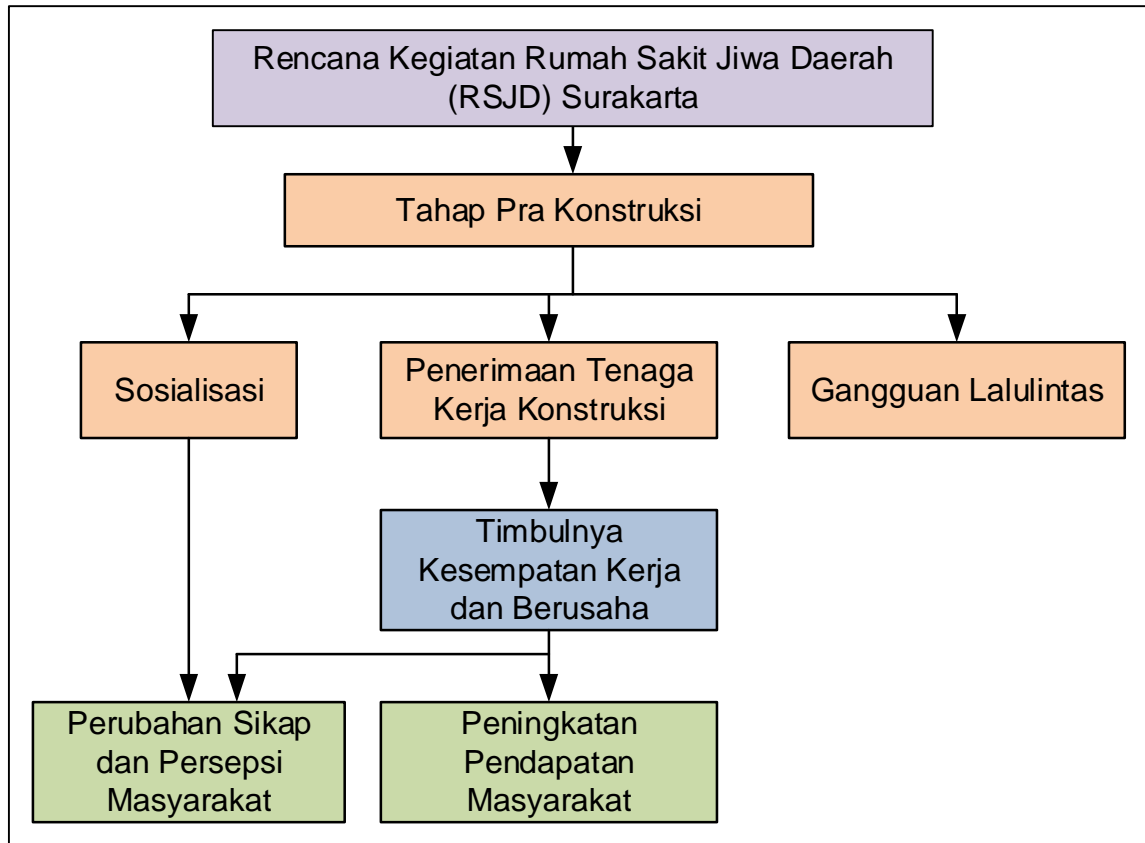 Rencana Kegiatan Rumah Sakit Jiwa Daerah
(RSJD) Surakarta
Tahap Pra Konstruksi
Sosialisasi
Penerimaan Tenaga
Kerja Konstruksi
Gangguan Lalulintas
Timbulnya
Kesempatan Kerja
dan Berusaha
Perubahan Sikap
dan Persepsi
Masyarakat
Peningkatan
Pendapatan
Masyarakat